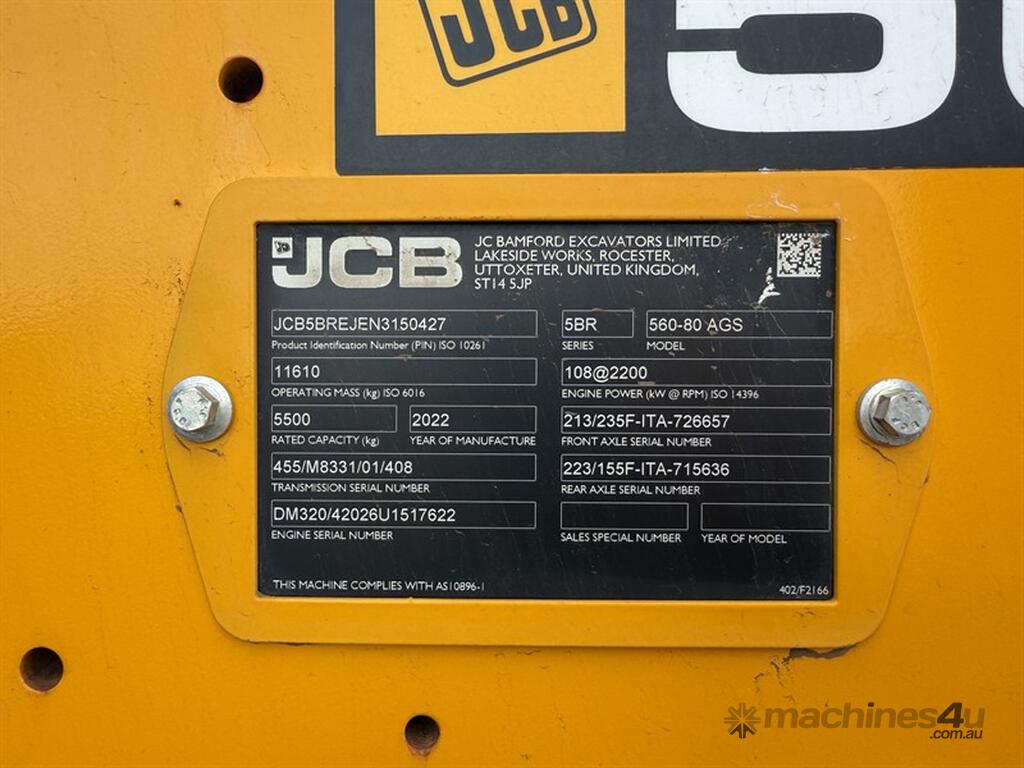 JCB
JCB
JC BAMFORD EXCAVATORS LIMITED
LAKESIDE WORKS, ROCESTER,
UTTOXETER, UNITED KINGDOM,
ST14 5JP
JCB5BREJEN3150427
Product Identification Number (PIN) ISO 10261
5BR
SERIES
560-80 AGS
MODEL
11610
OPERATING MASS (kg) ISO 6016
108@2200
ENGINE POWER (kW @ RPM) ISO 14396
5500
RATED CAPACITY (kg)
2022
YEAR OF MANUFACTURE
213/235F-ITA-726657
FRONT AXLE SERIAL NUMBER
455/M8331/01/408
TRANSMISSION SERIAL NUMBER
223/155F-ITA-715636
REAR AXLE SERIAL NUMBER
DM320/42026U1517622
ENGINE SERIAL NUMBER
SALES SPECIAL NUMBER
YEAR OF MODEL
THIS MACHINE COMPLIES WITH AS10896-1
402/F2166
machines4u
.com.au